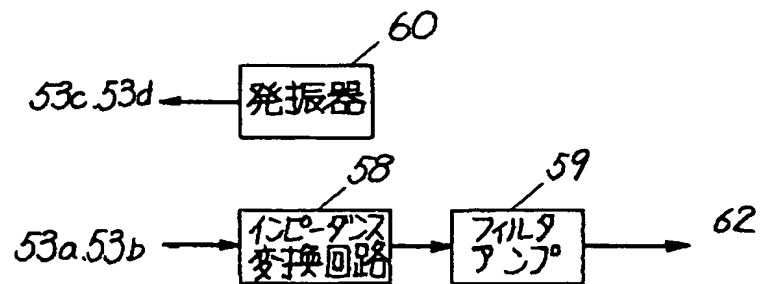 60
53c.53d
発振器
58
59
53a.53b
インピーダンス
変換回路
フィルタ
アンプ
62